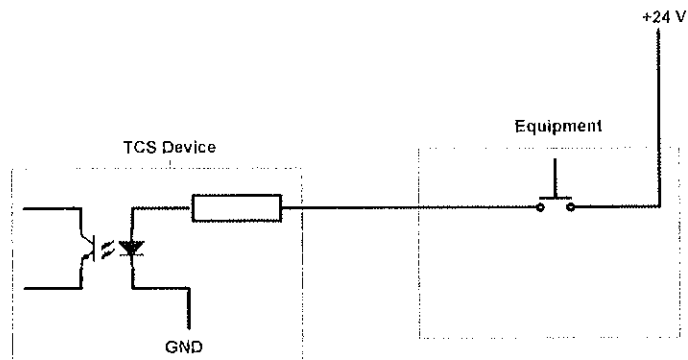 +24 V
Equipment
TCS Device
GND